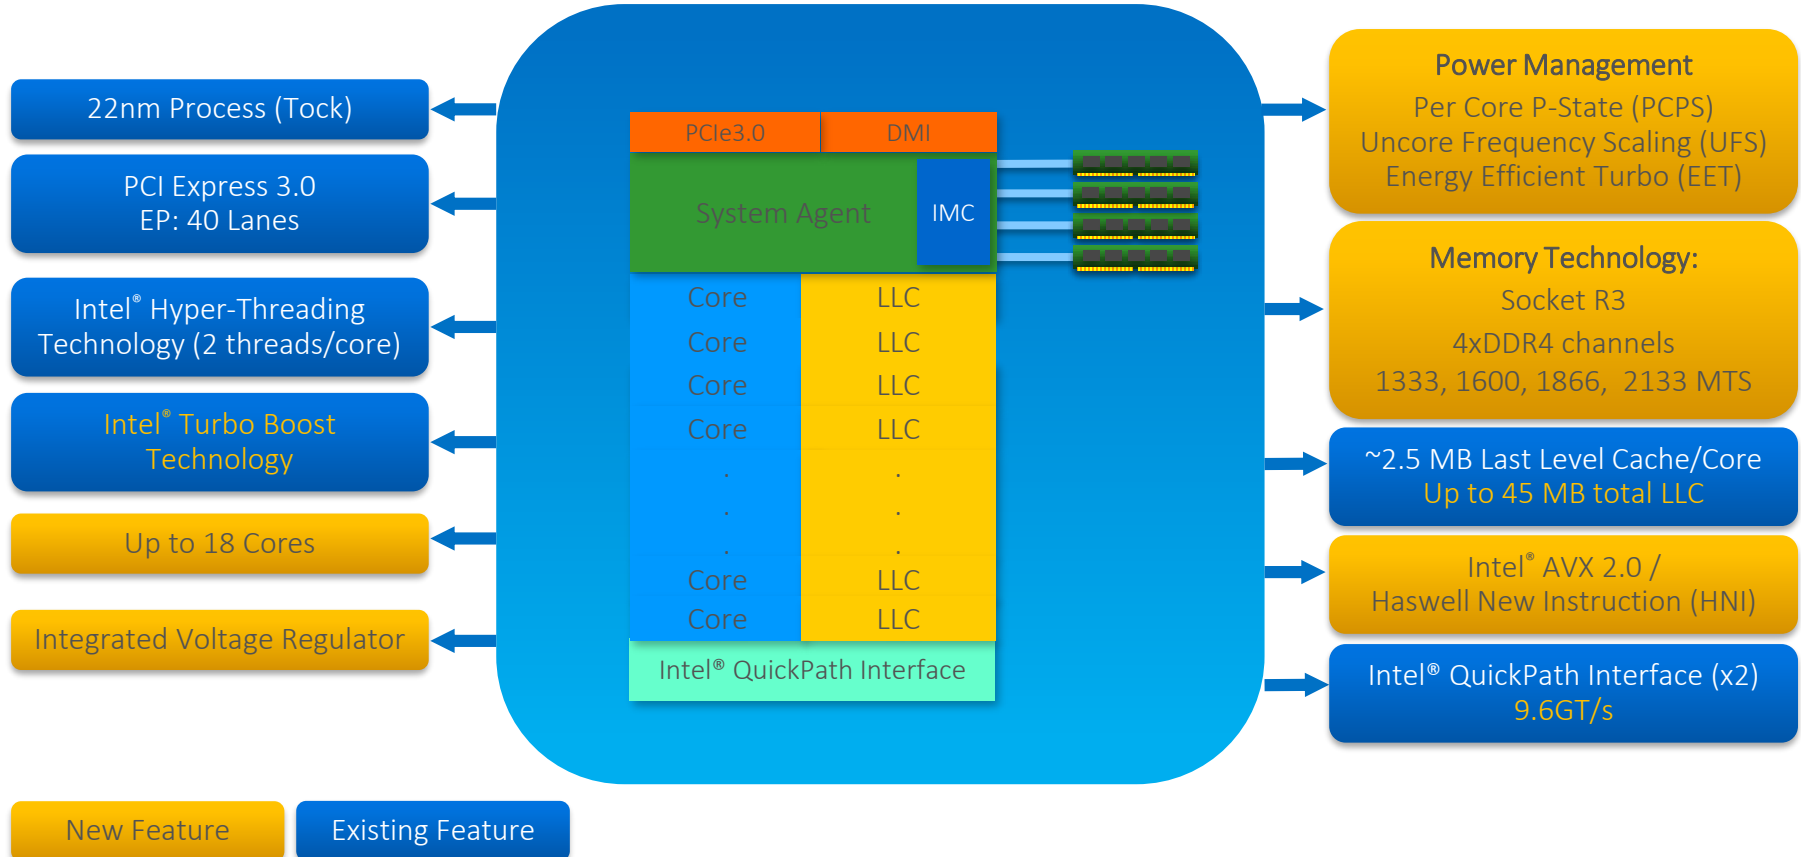 22nm Process (Tock)
PCI Express 3.0
EP: 40 Lanes
Intel® Hyper-Threading
Technology (2 threads/core)
Intel® Turbo Boost
Technology
Up to 18 Cores
Integrated Voltage Regulator
PCIe3.0
DMI
System Agent
IMC
Core
LLC
Core
LLC
Core
LLC
Core
LLC
.
.
.
.
.
.
Core
LLC
Core
LLC
Intel® QuickPath Interface
Power Management
Per Core P-State (PCPS)
Uncore Frequency Scaling (UFS)
Energy Efficient Turbo (EET)
Memory Technology:
Socket R3
4xDDR4 channels
1333, 1600, 1866, 2133 MTS
~2.5 MB Last Level Cache/Core
Up to 45 MB total LLC
Intel® AVX 2.0 /
Haswell New Instruction (HNI)
Intel® QuickPath Interface (x2)
9.6GT/s
New Feature
Existing Feature